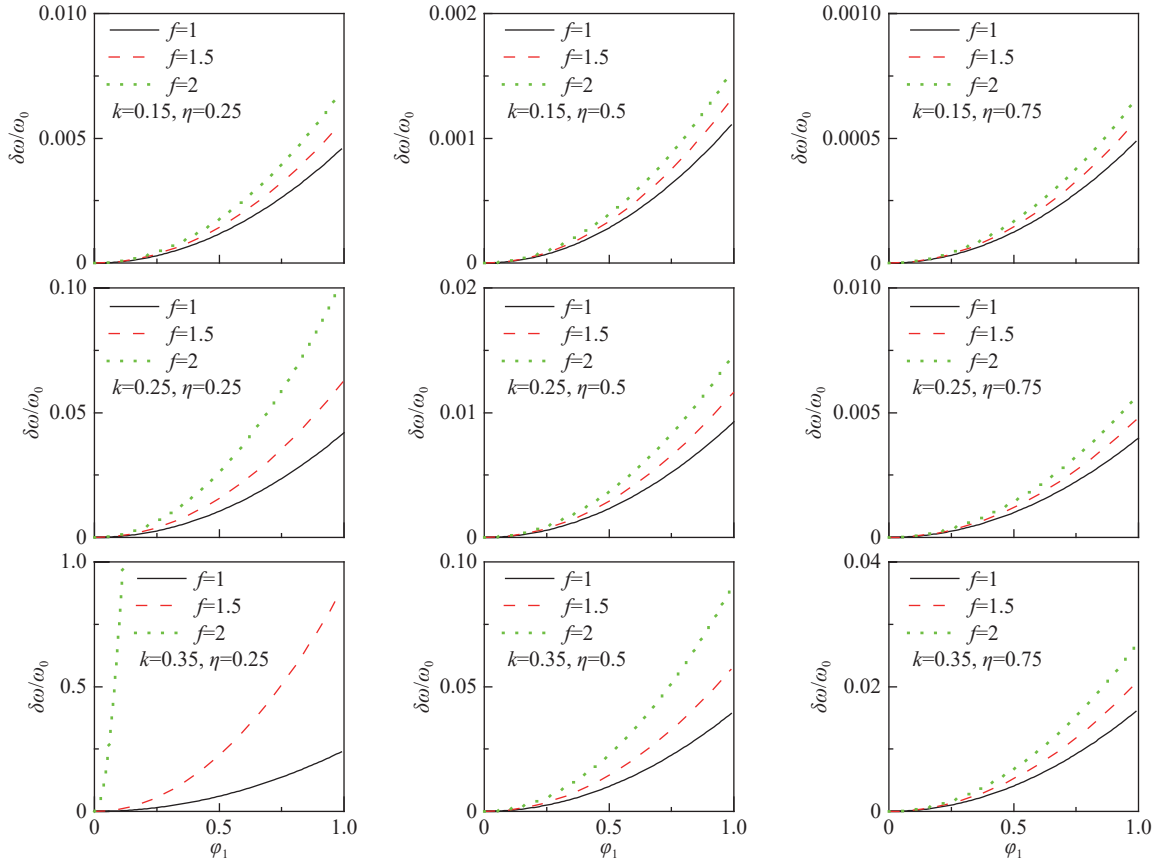 0.010
f=1
f=1.5
f=2
k=0.15, η=0.25
0.005
0
δω/ω₀
0.002
f=1
f=1.5
f=2
k=0.15, η=0.5
0.001
0
δω/ω₀
0.0010
f=1
f=1.5
f=2
k=0.15, η=0.75
0.0005
0
δω/ω₀
0.10
f=1
f=1.5
f=2
k=0.25, η=0.25
0.05
0
δω/ω₀
0.02
f=1
f=1.5
f=2
k=0.25, η=0.5
0.01
0
δω/ω₀
0.010
f=1
f=1.5
f=2
k=0.25, η=0.75
0.005
0
δω/ω₀
1.0
f=1
f=1.5
f=2
k=0.35, η=0.25
0.5
0
δω/ω₀
0 0.5 1.0
φ₁
0.10
f=1
f=1.5
f=2
k=0.35, η=0.5
0.05
0
δω/ω₀
0 0.5 1.0
φ₁
0.04
f=1
f=1.5
f=2
k=0.35, η=0.75
0.02
0
δω/ω₀
0 0.5 1.0
φ₁